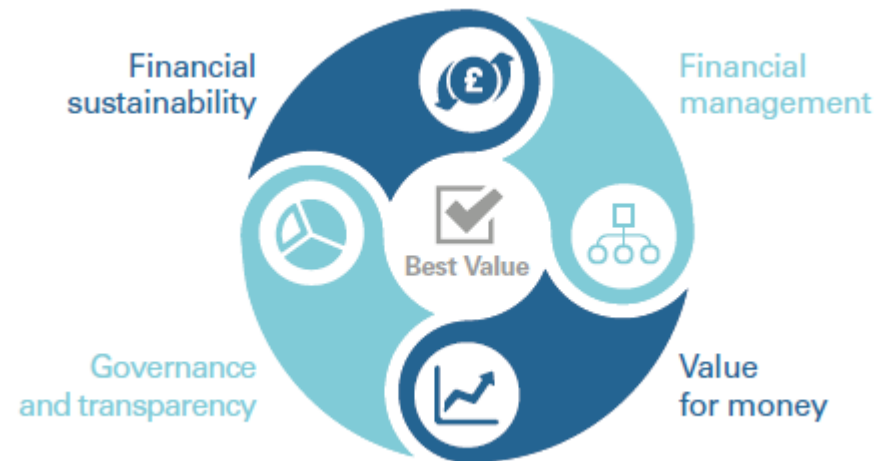 Financial
sustainability
Financial
management
£
Best Value
Governance
and transparency
Value
for money